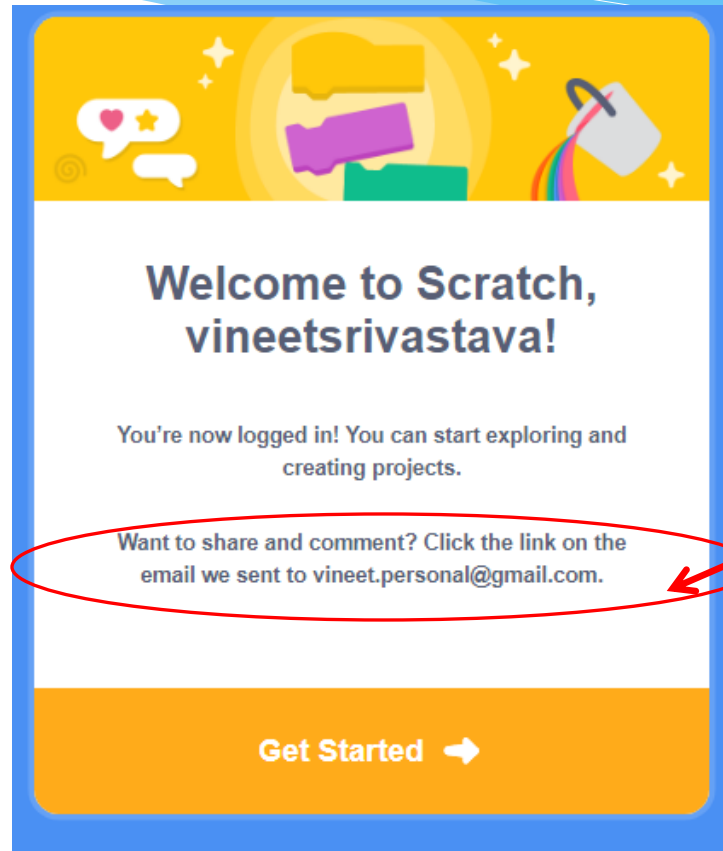 Welcome to Scratch,
vineetsrivastava!
You're now logged in! You can start exploring and
creating projects.
Want to share and comment? Click the link on the
email we sent to vineet.personal@gmail.com.
Get Started